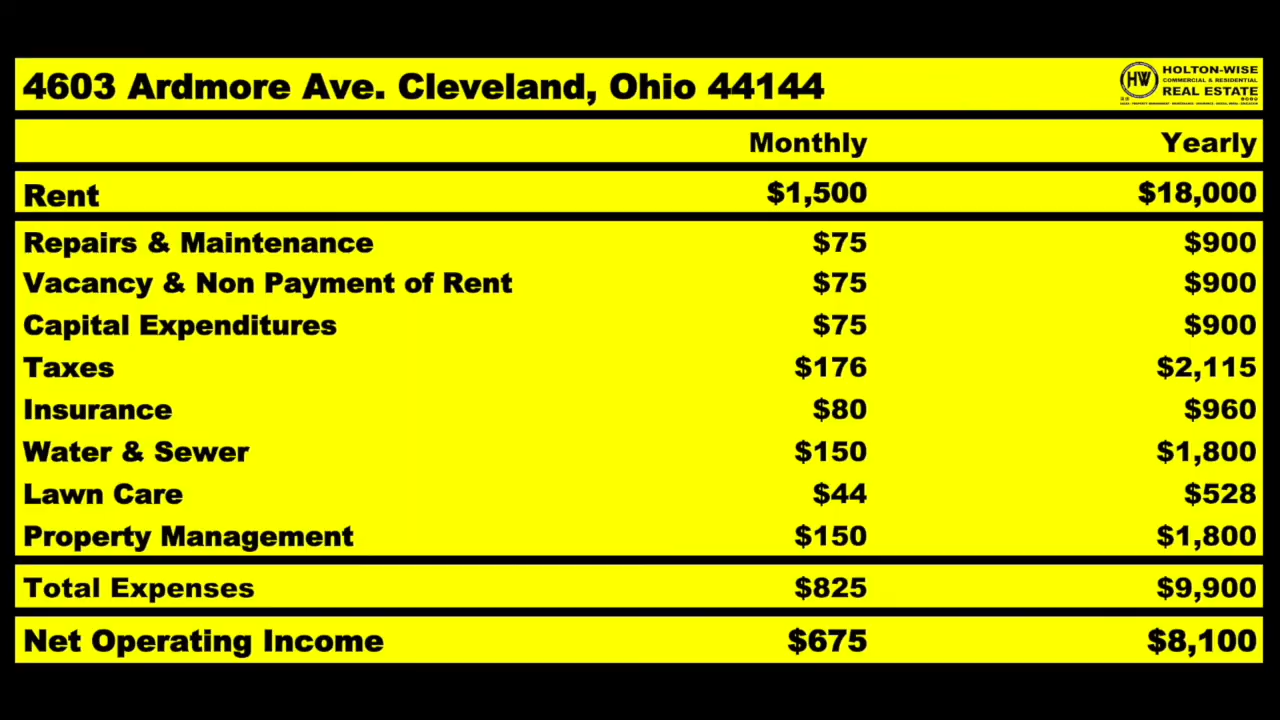 4603 Ardmore Ave. Cleveland, Ohio 44144
HW
HOLTON-WISE
COMMERCIAL & RESIDENTIAL
REAL ESTATE
Monthly Yearly
Rent $1,500 $18,000
Repairs & Maintenance $75 $900
Vacancy & Non Payment of Rent $75 $900
Capital Expenditures $75 $900
Taxes $176 $2,115
Insurance $80 $960
Water & Sewer $150 $1,800
Lawn Care $44 $528
Property Management $150 $1,800
Total Expenses $825 $9,900
Net Operating Income $675 $8,100